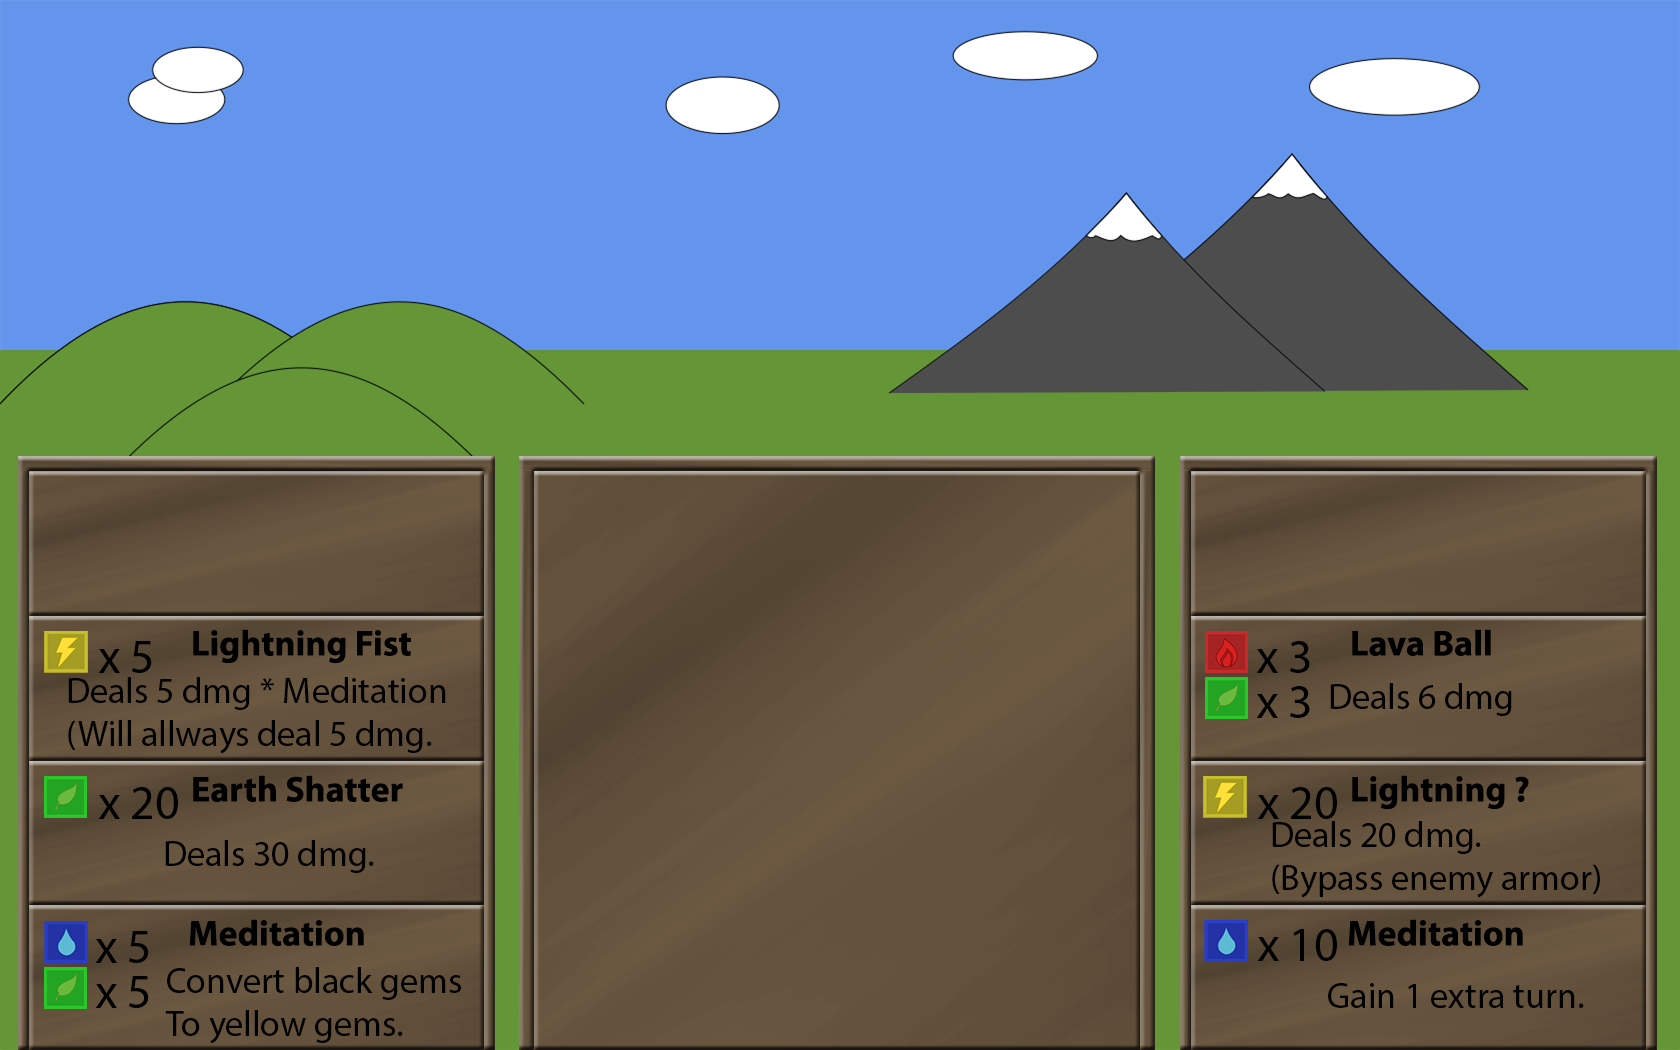 x 5 Lightning Fist
Deals 5 dmg * Meditation
(Will allways deal 5 dmg.
x 20 Earth Shatter
Deals 30 dmg.
x 5 Meditation
x 5 Convert black gems
To yellow gems.
x 3 Lava Ball
x 3 Deals 6 dmg
x 20 Lightning ?
Deals 20 dmg.
(Bypass enemy armor)
x 10 Meditation
Gain 1 extra turn.